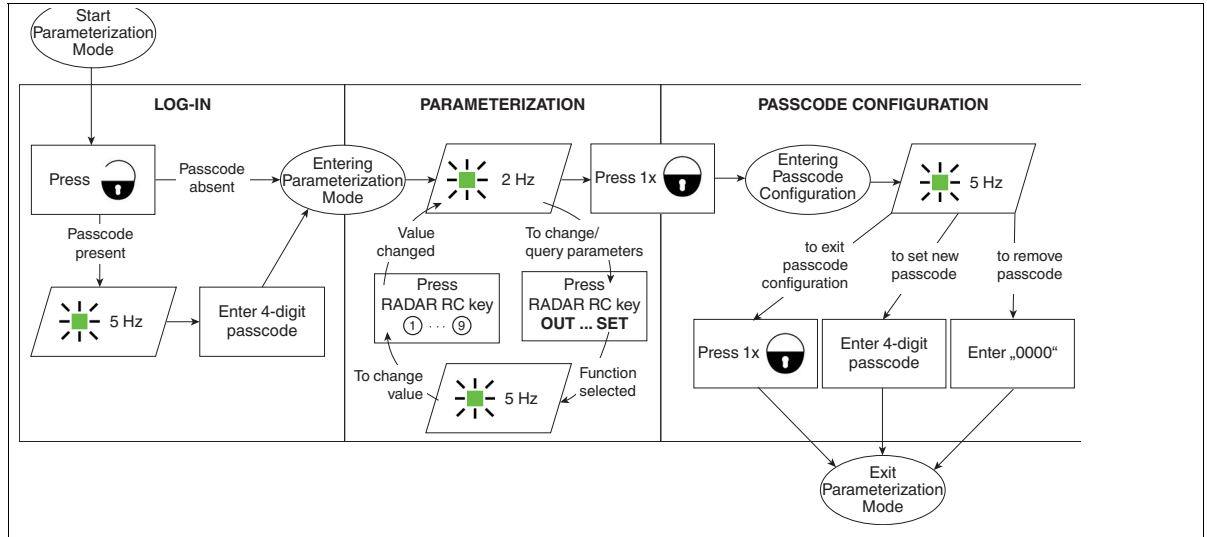 Start
Parameterization
Mode
LOG-IN
PARAMETERIZATION
PASSCODE CONFIGURATION
Press
Passcode
absent
Entering
Parameterization
Mode
2 Hz
Press 1x
Entering
Passcode
Configuration
5 Hz
Passcode
present
5 Hz
Enter 4-digit
passcode
Value
changed
To change/
query parameters
Press
RADAR RC key
1 ... 9
Press
RADAR RC key
OUT ... SET
To change
value
5 Hz
Function
selected
to exit
passcode
configuration
to set new
passcode
to remove
passcode
Press 1x
Enter 4-digit
passcode
Enter „0000“
Exit
Parameterization
Mode